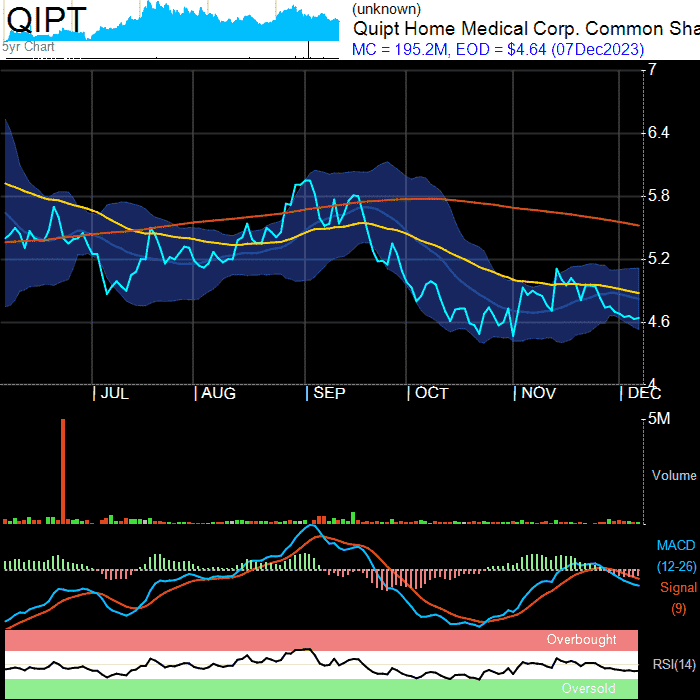 QIPT
5yr Chart
(unknown)
Quipt Home Medical Corp. Common Sha
MC = 195.2M, EOD = $4.64 (07Dec2023)
7
6.4
5.8
5.2
4.6
4
JUL
AUG
SEP
OCT
NOV
DEC
5M
Volume
MACD
(12-26)
Signal
(9)
Overbought
RSI(14)
Oversold